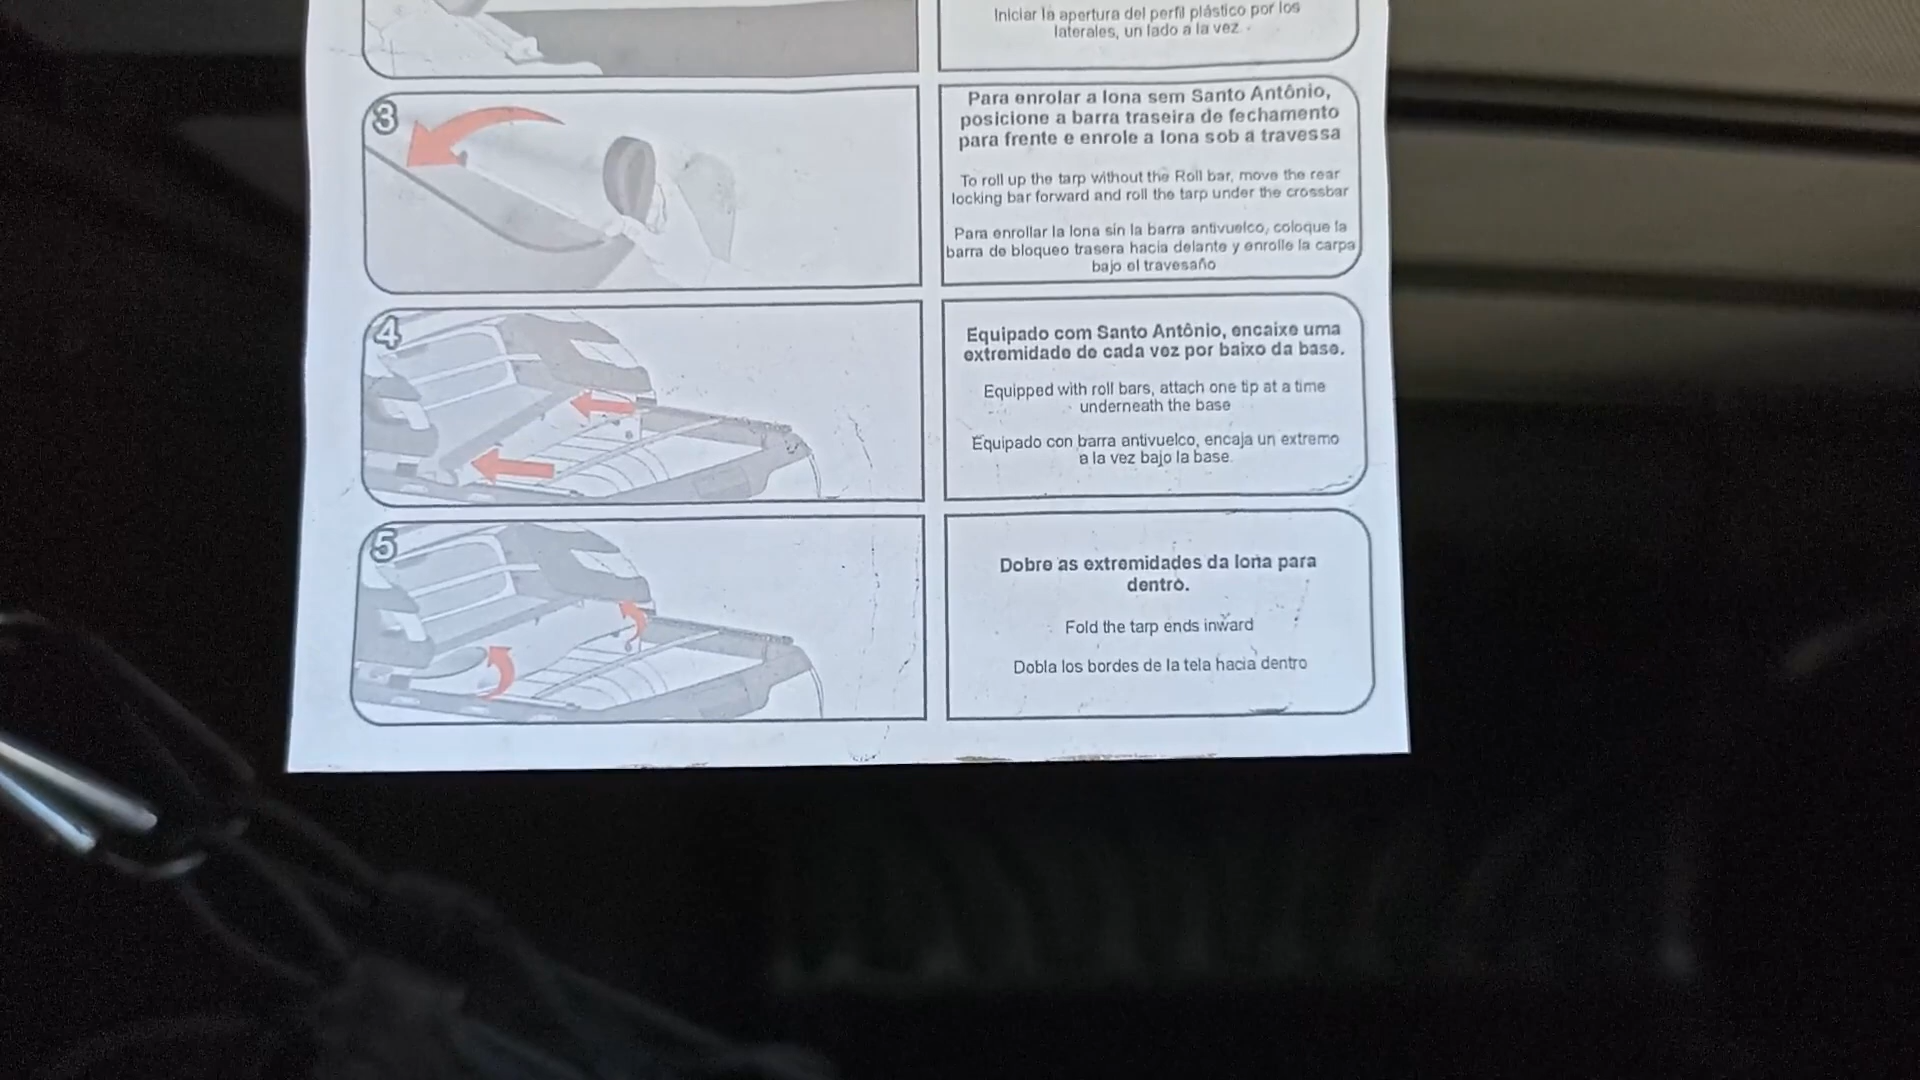 Iniciar la apertura del perfil plástico por los
laterales, un lado a la vez
3
Para enrolar a lona sem Santo Antônio,
posicione a barra traseira de fechamento
para frente e enrole a lona sob a travessa
To roll up the tarp without the Roll bar, move the rear
locking bar forward and roll the tarp under the crossbar
Para enrollar la lona sin la barra antivuelco, coloque la
barra de bloqueo trasera hacia delante y enrolle la carpa
bajo el travesaño
4
Equipado com Santo Antônio, encaixe uma
extremidade de cada vez por baixo da base.
Equipped with roll bars, attach one tip at a time
underneath the base
Equipado con barra antivuelco, encaja un extremo
a la vez bajo la base.
5
Dobre as extremidades da lona para
dentro.
Fold the tarp ends inward
Dobla los bordes de la tela hacia dentro